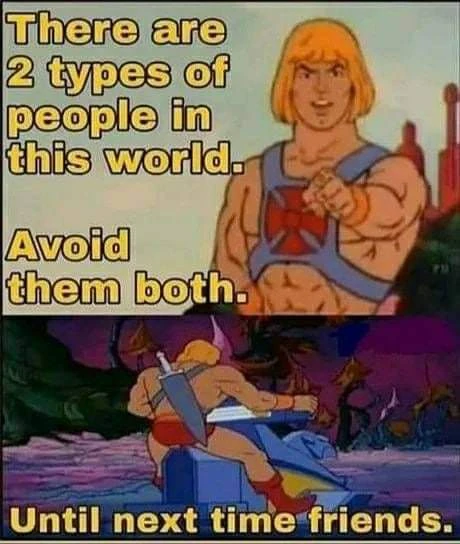 There are
2 types of
people in
this world.
Avoid
them both.
Until next time friends.